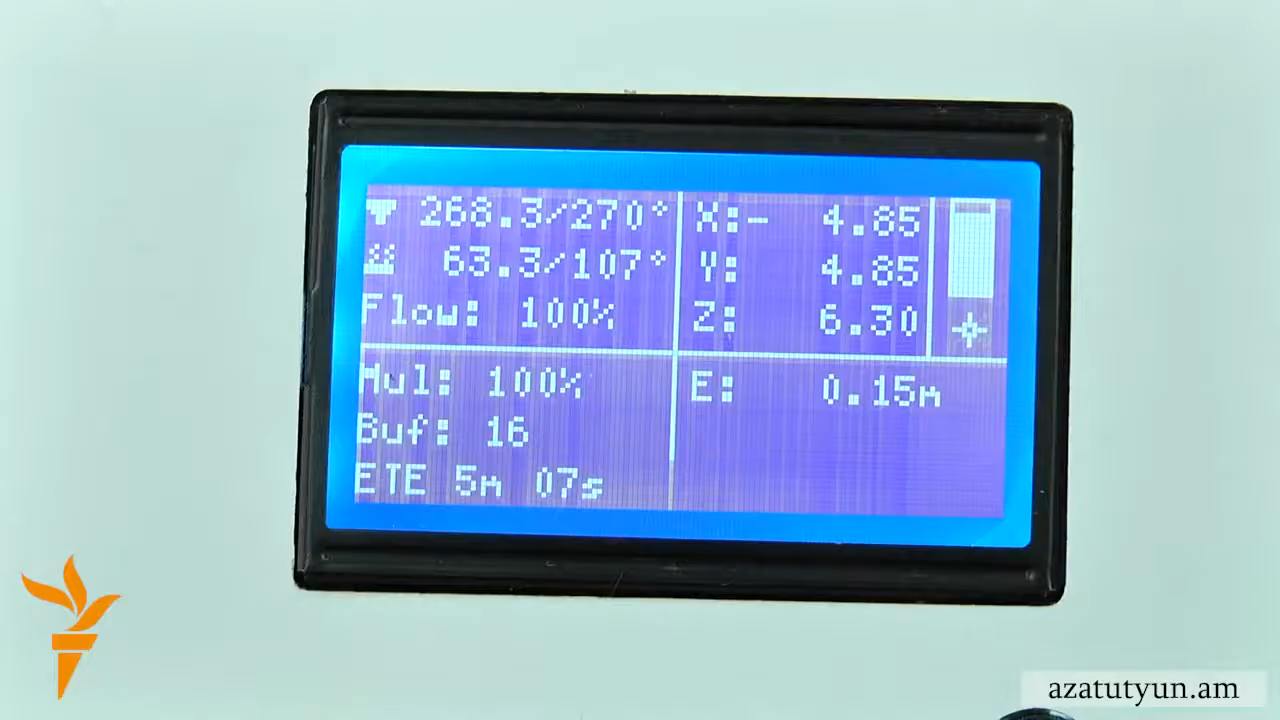 268.3/270°
63.3/107°
Flow: 100%
X:- 4.85
Y: 4.85
Z: 6.30
Mul: 100%
Buf: 16
ETE 5m 07s
E: 0.15m
azatutyun.am